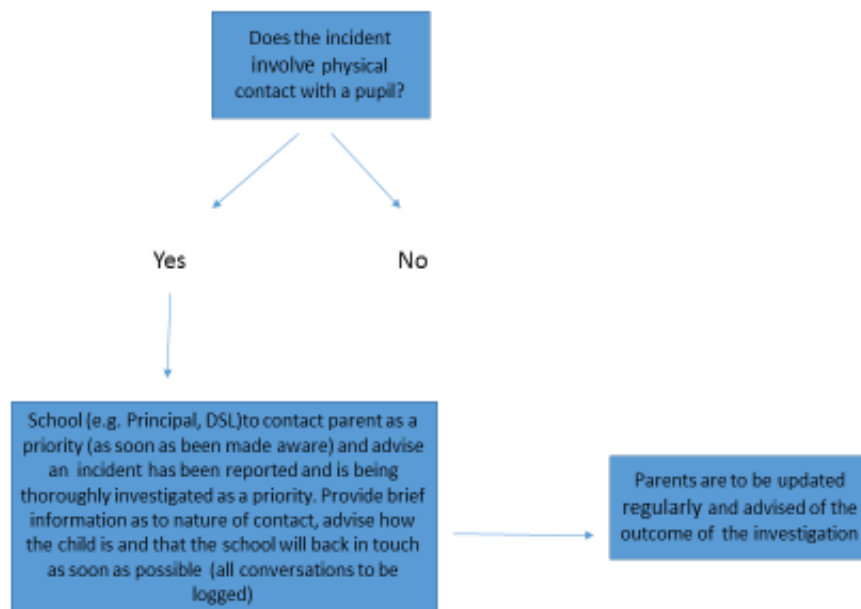 Does the incident
involve physical
contact with a pupil?
Yes
No
School (e.g. Principal, DSL)to contact parent as a
priority (as soon as been made aware) and advise
an incident has been reported and is being
thoroughly investigated as a priority. Provide brief
information as to nature of contact, advise how
the child is and that the school will back in touch
as soon as possible (all conversations to be
logged)
Parents are to be updated
regularly and advised of the
outcome of the investigation